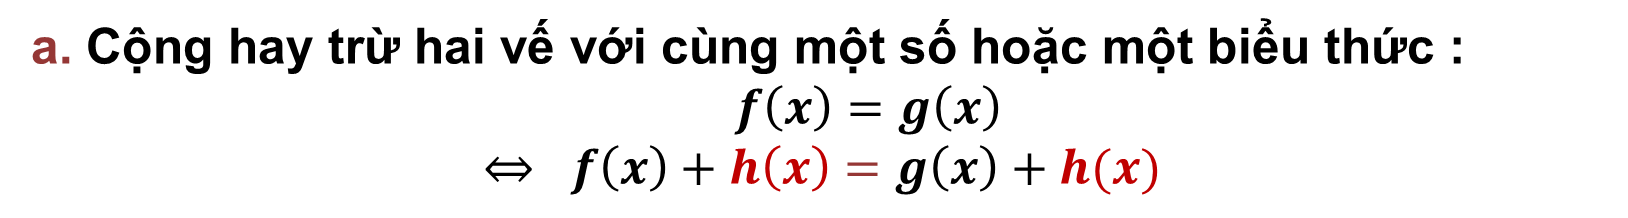 a. Cộng hay trừ hai vế với cùng một số hoặc một biểu thức :
f(x) = g(x)
⇔ f(x) + h(x) = g(x) + h(x)